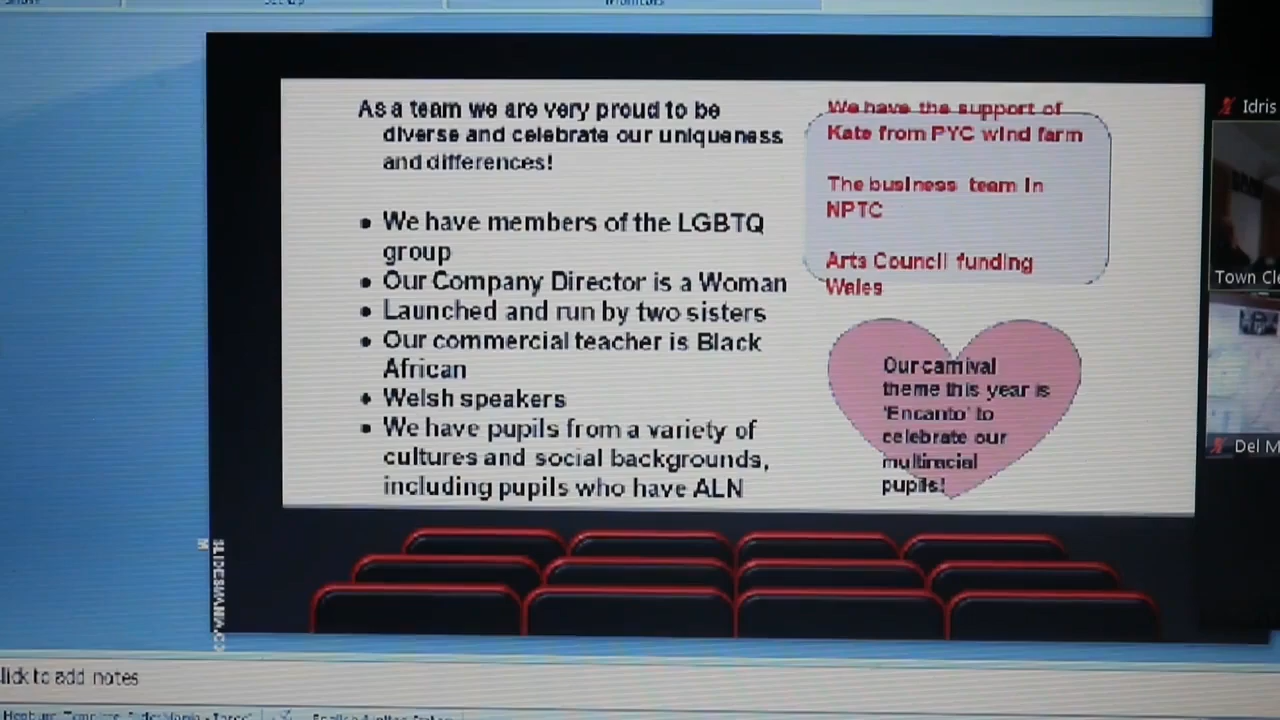 As a team we are very proud to be
diverse and celebrate our uniqueness
and differences!
• We have members of the LGBTQ
group
• Our Company Director is a Woman
• Launched and run by two sisters
• Our commercial teacher is Black
African
• Welsh speakers
• We have pupils from a variety of
cultures and social backgrounds,
including pupils who have ALN
We have the support of
Kate from PYC wind farm
The business team in
NPTC
Arts Council funding
Wales
Our carnival
theme this year is
'Encanto' to
celebrate our
multiracial
pupils!
Idris
Town Cle
Del M
lick to add notes